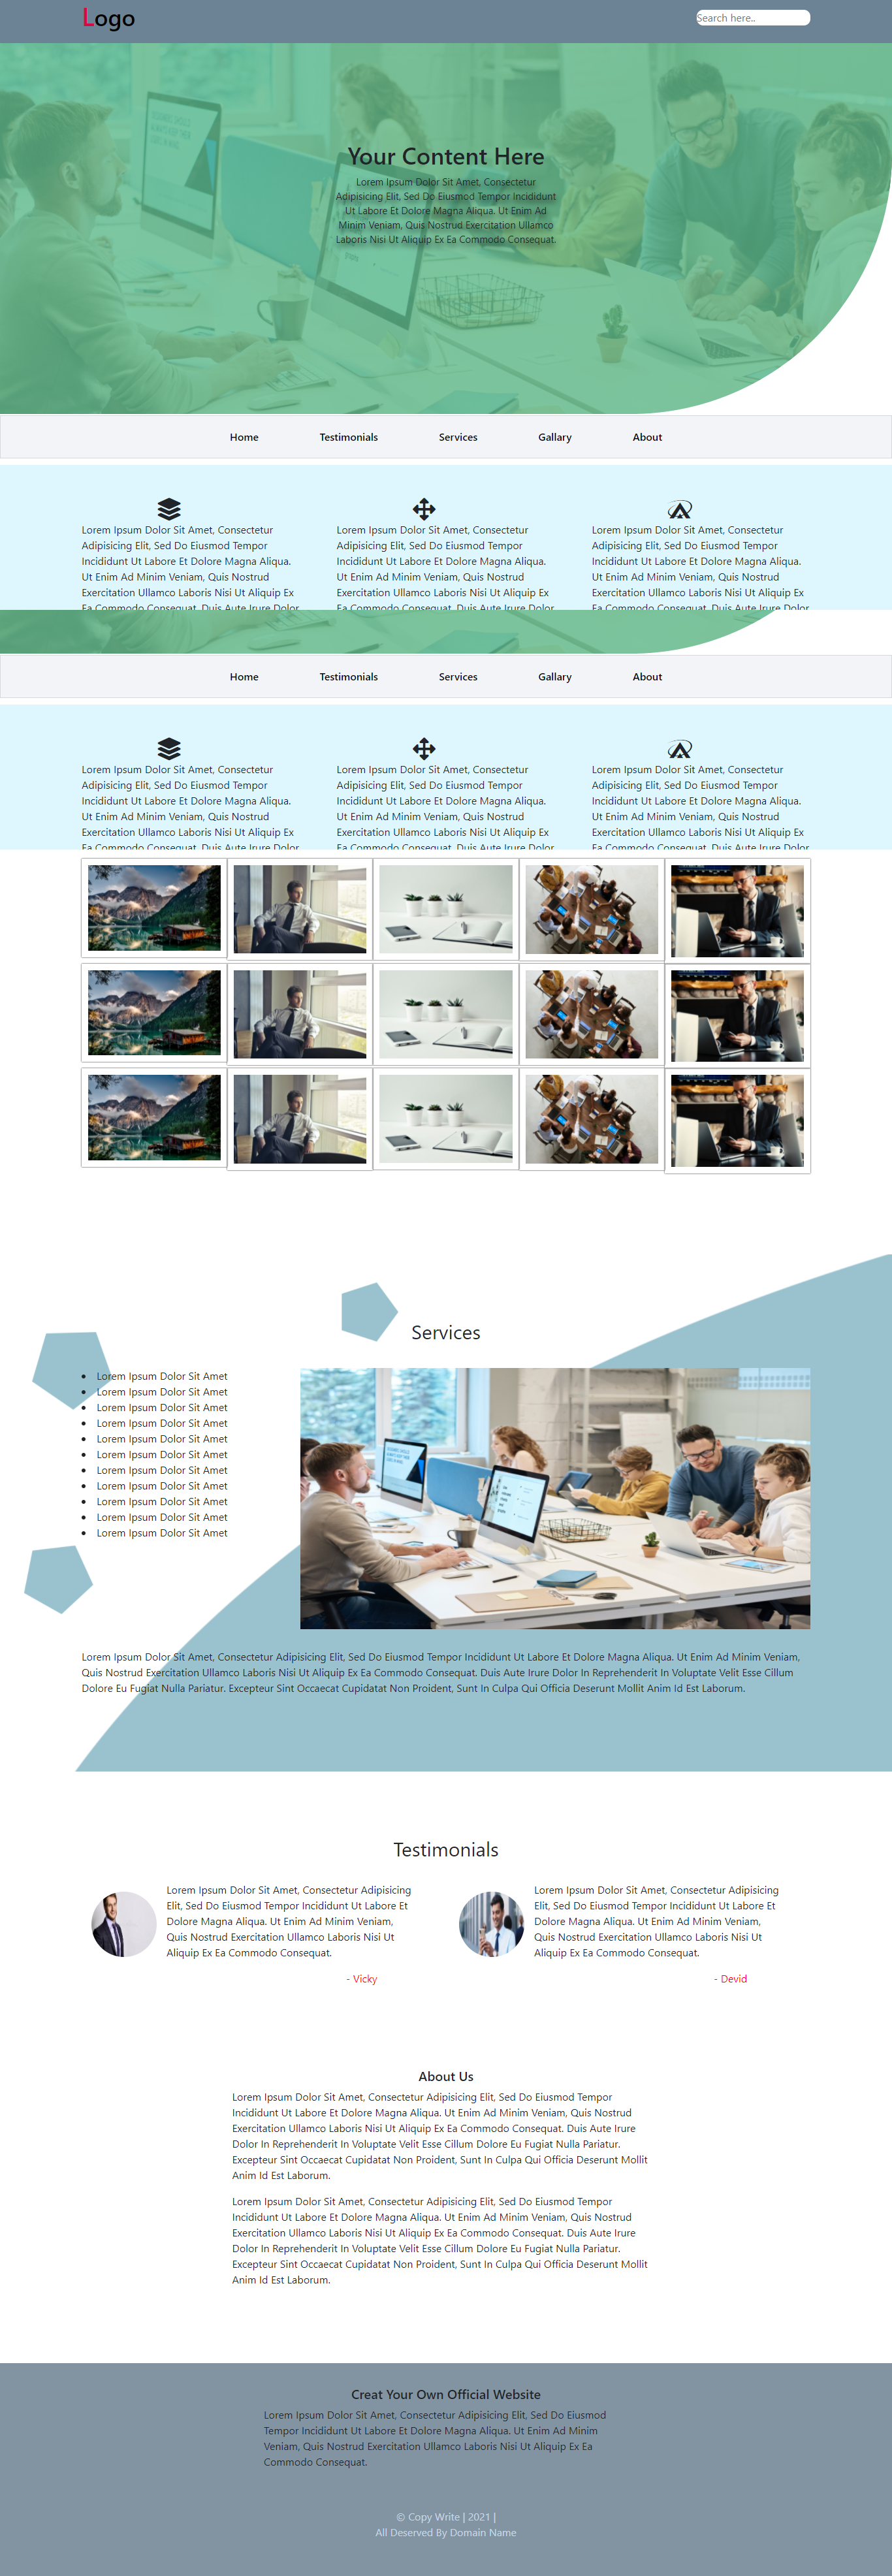 Logo
Search here..
Your Content Here
Lorem Ipsum Dolor Sit Amet, Consectetur
Adipisicing Elit, Sed Do Eiusmod Tempor Incididunt
Ut Labore Et Dolore Magna Aliqua. Ut Enim Ad
Minim Veniam, Quis Nostrud Exercitation Ullamco
Laboris Nisi Ut Aliquip Ex Ea Commodo Consequat.
Home Testimonials Services Gallary About
Lorem Ipsum Dolor Sit Amet, Consectetur
Adipisicing Elit, Sed Do Eiusmod Tempor
Incididunt Ut Labore Et Dolore Magna Aliqua.
Ut Enim Ad Minim Veniam, Quis Nostrud
Exercitation Ullamco Laboris Nisi Ut Aliquip Ex
Ea Commodo Consequat. Duis Aute Irure Dolor
Lorem Ipsum Dolor Sit Amet, Consectetur
Adipisicing Elit, Sed Do Eiusmod Tempor
Incididunt Ut Labore Et Dolore Magna Aliqua.
Ut Enim Ad Minim Veniam, Quis Nostrud
Exercitation Ullamco Laboris Nisi Ut Aliquip Ex
Ea Commodo Consequat. Duis Aute Irure Dolor
Lorem Ipsum Dolor Sit Amet, Consectetur
Adipisicing Elit, Sed Do Eiusmod Tempor
Incididunt Ut Labore Et Dolore Magna Aliqua.
Ut Enim Ad Minim Veniam, Quis Nostrud
Exercitation Ullamco Laboris Nisi Ut Aliquip Ex
Ea Commodo Consequat. Duis Aute Irure Dolor
Home Testimonials Services Gallary About
Lorem Ipsum Dolor Sit Amet, Consectetur
Adipisicing Elit, Sed Do Eiusmod Tempor
Incididunt Ut Labore Et Dolore Magna Aliqua.
Ut Enim Ad Minim Veniam, Quis Nostrud
Exercitation Ullamco Laboris Nisi Ut Aliquip Ex
Ea Commodo Consequat. Duis Aute Irure Dolor
Lorem Ipsum Dolor Sit Amet, Consectetur
Adipisicing Elit, Sed Do Eiusmod Tempor
Incididunt Ut Labore Et Dolore Magna Aliqua.
Ut Enim Ad Minim Veniam, Quis Nostrud
Exercitation Ullamco Laboris Nisi Ut Aliquip Ex
Ea Commodo Consequat. Duis Aute Irure Dolor
Lorem Ipsum Dolor Sit Amet, Consectetur
Adipisicing Elit, Sed Do Eiusmod Tempor
Incididunt Ut Labore Et Dolore Magna Aliqua.
Ut Enim Ad Minim Veniam, Quis Nostrud
Exercitation Ullamco Laboris Nisi Ut Aliquip Ex
Ea Commodo Consequat. Duis Aute Irure Dolor
Services
• Lorem Ipsum Dolor Sit Amet
• Lorem Ipsum Dolor Sit Amet
• Lorem Ipsum Dolor Sit Amet
• Lorem Ipsum Dolor Sit Amet
• Lorem Ipsum Dolor Sit Amet
• Lorem Ipsum Dolor Sit Amet
• Lorem Ipsum Dolor Sit Amet
• Lorem Ipsum Dolor Sit Amet
• Lorem Ipsum Dolor Sit Amet
• Lorem Ipsum Dolor Sit Amet
• Lorem Ipsum Dolor Sit Amet
Lorem Ipsum Dolor Sit Amet, Consectetur Adipisicing Elit, Sed Do Eiusmod Tempor Incididunt Ut Labore Et Dolore Magna Aliqua. Ut Enim Ad Minim Veniam,
Quis Nostrud Exercitation Ullamco Laboris Nisi Ut Aliquip Ex Ea Commodo Consequat. Duis Aute Irure Dolor In Reprehenderit In Voluptate Velit Esse Cillum
Dolore Eu Fugiat Nulla Pariatur. Excepteur Sint Occaecat Cupidatat Non Proident, Sunt In Culpa Qui Officia Deserunt Mollit Anim Id Est Laborum.
Testimonials
Lorem Ipsum Dolor Sit Amet, Consectetur Adipisicing
Elit, Sed Do Eiusmod Tempor Incididunt Ut Labore Et
Dolore Magna Aliqua. Ut Enim Ad Minim Veniam,
Quis Nostrud Exercitation Ullamco Laboris Nisi Ut
Aliquip Ex Ea Commodo Consequat.
- Vicky
Lorem Ipsum Dolor Sit Amet, Consectetur Adipisicing
Elit, Sed Do Eiusmod Tempor Incididunt Ut Labore Et
Dolore Magna Aliqua. Ut Enim Ad Minim Veniam,
Quis Nostrud Exercitation Ullamco Laboris Nisi Ut
Aliquip Ex Ea Commodo Consequat.
- Devid
About Us
Lorem Ipsum Dolor Sit Amet, Consectetur Adipisicing Elit, Sed Do Eiusmod Tempor
Incididunt Ut Labore Et Dolore Magna Aliqua. Ut Enim Ad Minim Veniam, Quis Nostrud
Exercitation Ullamco Laboris Nisi Ut Aliquip Ex Ea Commodo Consequat. Duis Aute Irure
Dolor In Reprehenderit In Voluptate Velit Esse Cillum Dolore Eu Fugiat Nulla Pariatur.
Excepteur Sint Occaecat Cupidatat Non Proident, Sunt In Culpa Qui Officia Deserunt Mollit
Anim Id Est Laborum.
Lorem Ipsum Dolor Sit Amet, Consectetur Adipisicing Elit, Sed Do Eiusmod Tempor
Incididunt Ut Labore Et Dolore Magna Aliqua. Ut Enim Ad Minim Veniam, Quis Nostrud
Exercitation Ullamco Laboris Nisi Ut Aliquip Ex Ea Commodo Consequat. Duis Aute Irure
Dolor In Reprehenderit In Voluptate Velit Esse Cillum Dolore Eu Fugiat Nulla Pariatur.
Excepteur Sint Occaecat Cupidatat Non Proident, Sunt In Culpa Qui Officia Deserunt Mollit
Anim Id Est Laborum.
Creat Your Own Official Website
Lorem Ipsum Dolor Sit Amet, Consectetur Adipisicing Elit, Sed Do Eiusmod
Tempor Incididunt Ut Labore Et Dolore Magna Aliqua. Ut Enim Ad Minim
Veniam, Quis Nostrud Exercitation Ullamco Laboris Nisi Ut Aliquip Ex Ea
Commodo Consequat.
© Copy Write | 2021 |
All Deserved By Domain Name